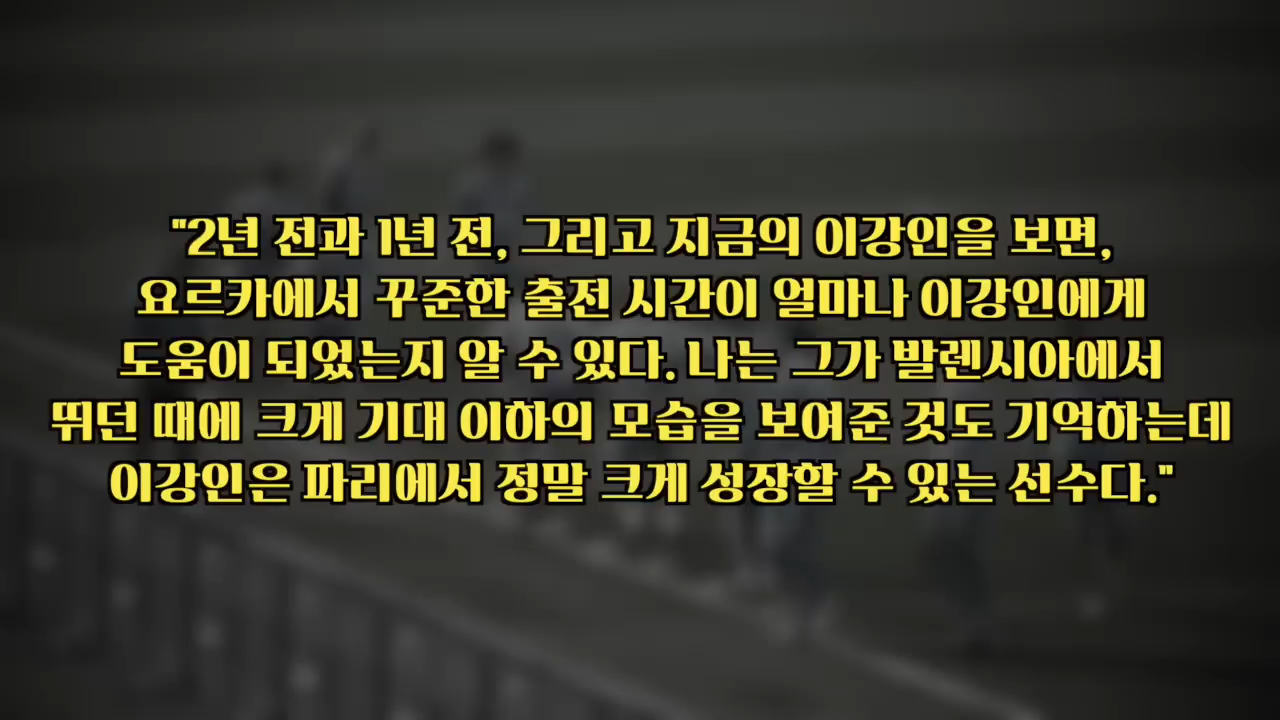 "2년 전과 1년 전, 그리고 지금의 이강인을 보면,
요르카에서 꾸준한 출전 시간이 얼마나 이강인에게
도움이 되었는지 알 수 있다. 나는 그가 발렌시아에서
뛰던 때에 크게 기대 이하의 모습을 보여준 것도 기억하는데
이강인은 파리에서 정말 크게 성장할 수 있는 선수다."